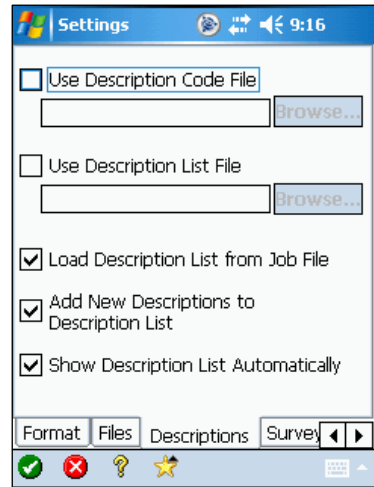 Settings 9:16
Use Description Code File
Browse...
Use Description List File
Browse...
Load Description List from Job File
Add New Descriptions to
Description List
Show Description List Automatically
Format Files Descriptions Survey